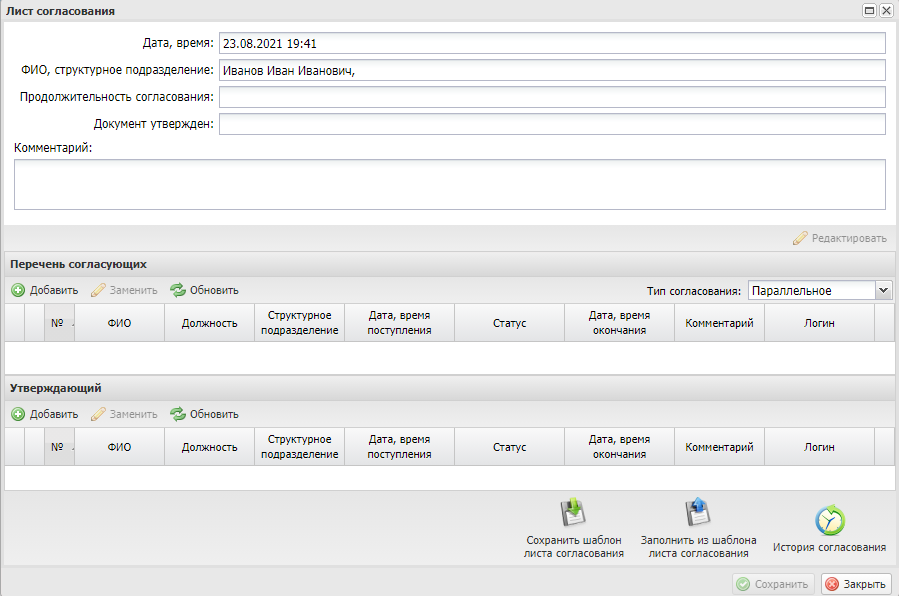 Лист согласования
Дата, время: 23.08.2021 19:41
ФИО, структурное подразделение: Иванов Иван Иванович,
Продолжительность согласования:
Документ утвержден:
Комментарий:
Редактировать
Перечень согласующих
Добавить Заменить Обновить Тип согласования: Параллельное
№ ФИО Должность Структурное подразделение Дата, время поступления Статус Дата, время окончания Комментарий Логин
Утверждающий
Добавить Заменить Обновить
№ ФИО Должность Структурное подразделение Дата, время поступления Статус Дата, время окончания Комментарий Логин
Сохранить шаблон
листа согласования
Заполнить из шаблона
листа согласования
История согласования
Сохранить Закрыть